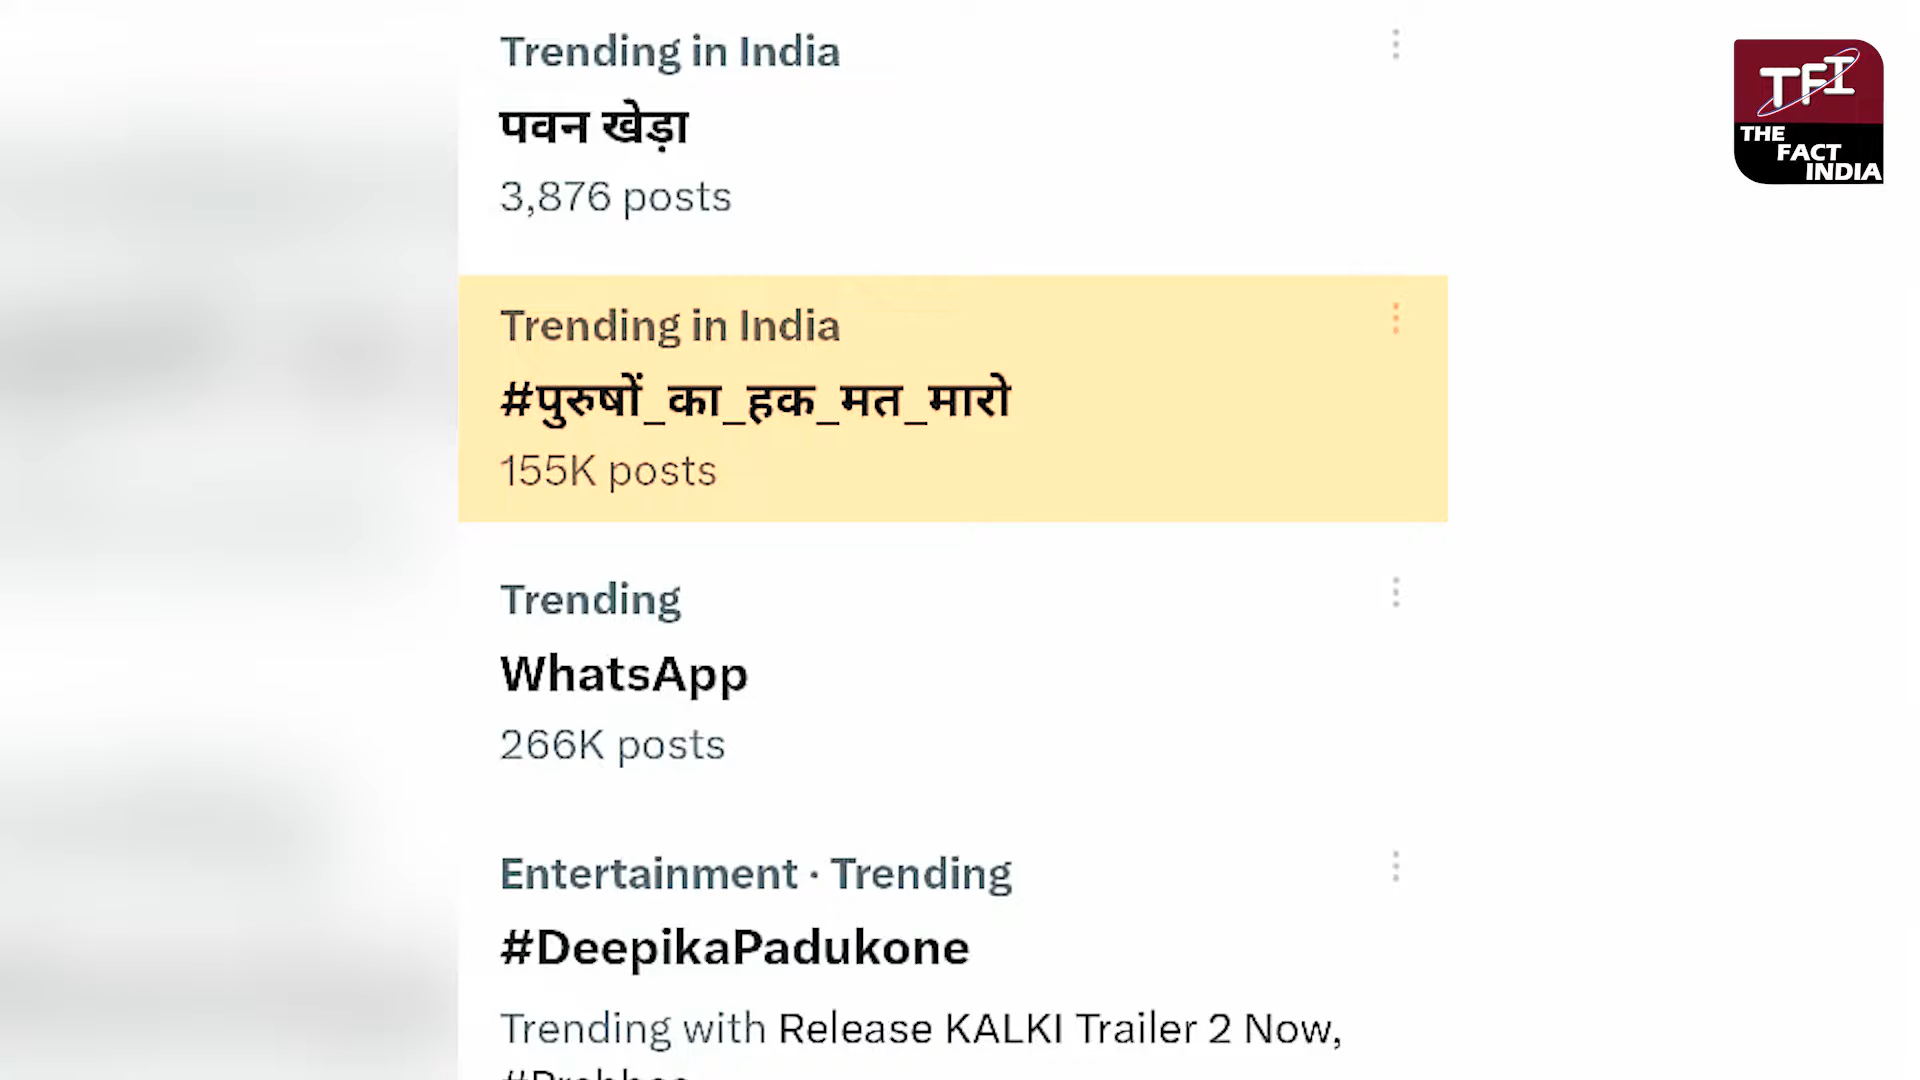 Trending in India
पवन खेड़ा
3,876 posts
Trending in India
#पुरुषों_का_हक_मत_मारो
155K posts
Trending
WhatsApp
266K posts
Entertainment · Trending
#DeepikaPadukone
Trending with Release KALKI Trailer 2 Now,
TFI
THE
FACT
INDIA